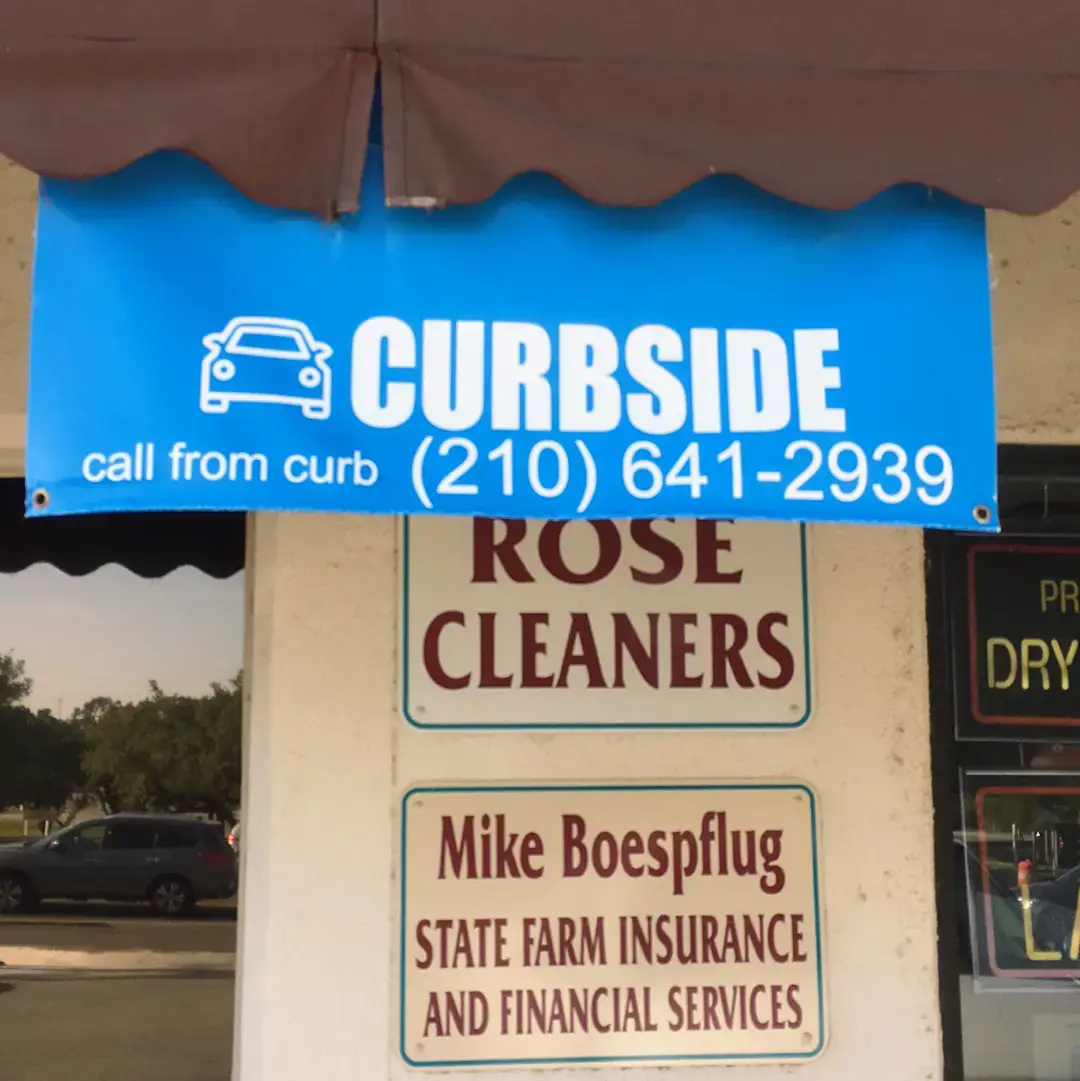 CURBSIDE
call from curb (210) 641-2939
ROSE
CLEANERS
Mike Boespflug
STATE FARM INSURANCE
AND FINANCIAL SERVICES
DRY